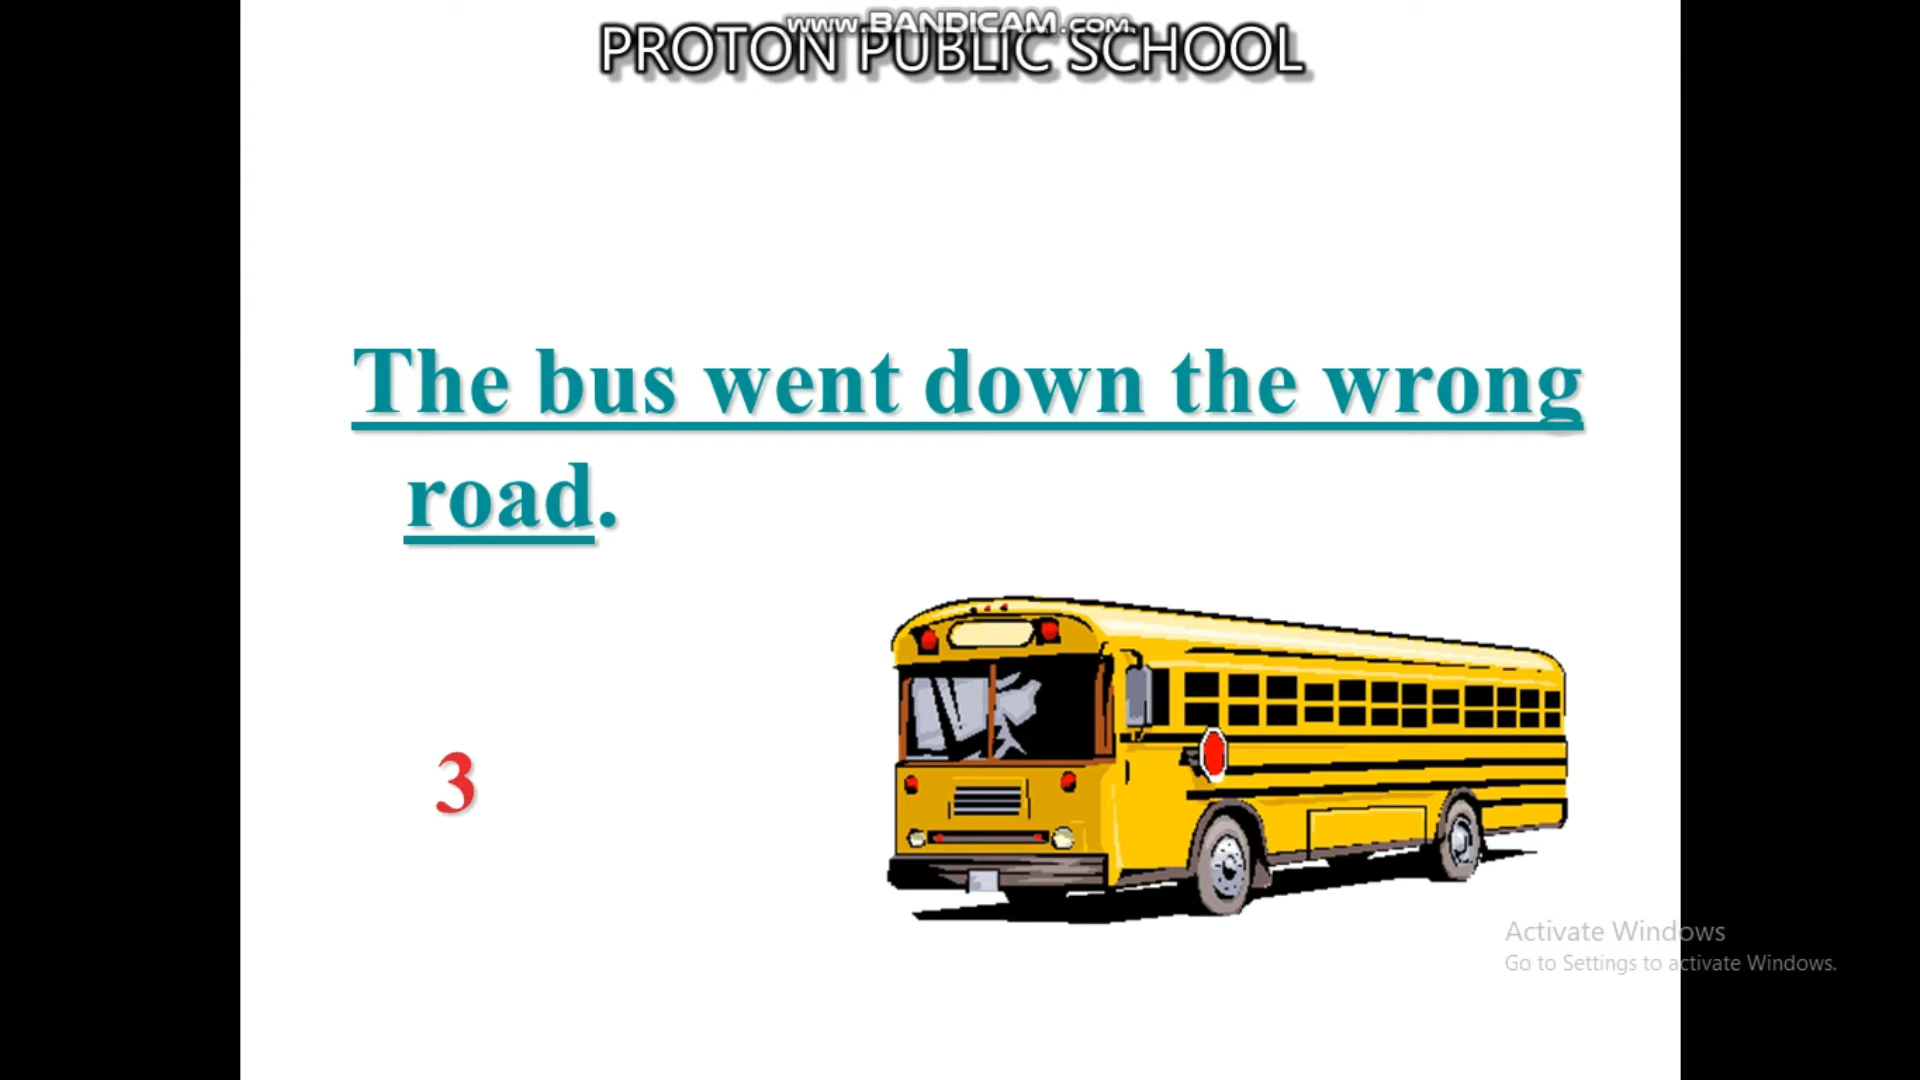 www.BANDICAM.com
PROTON PUBLIC SCHOOL
The bus went down the wrong
road.
3
Activate Windows
Go to Settings to activate Windows.